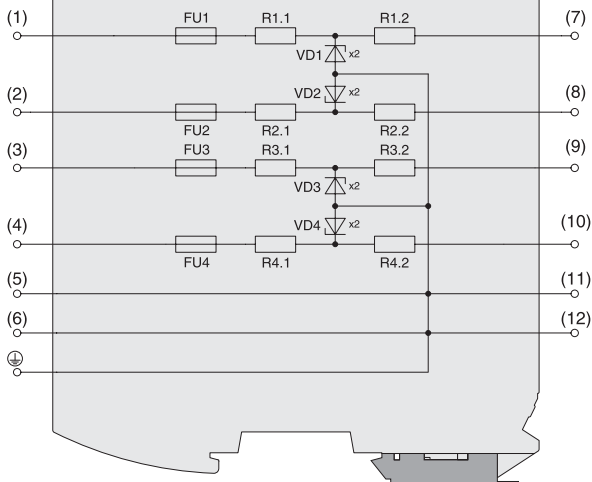 (1) FU1 R1.1 R1.2 (7)
VD1 x2
(2) VD2 x2 (8)
FU2 R2.1 R2.2
(3) FU3 R3.1 R3.2 (9)
VD3 x2
(4) VD4 x2 (10)
FU4 R4.1 R4.2
(5) (11)
(6) (12)